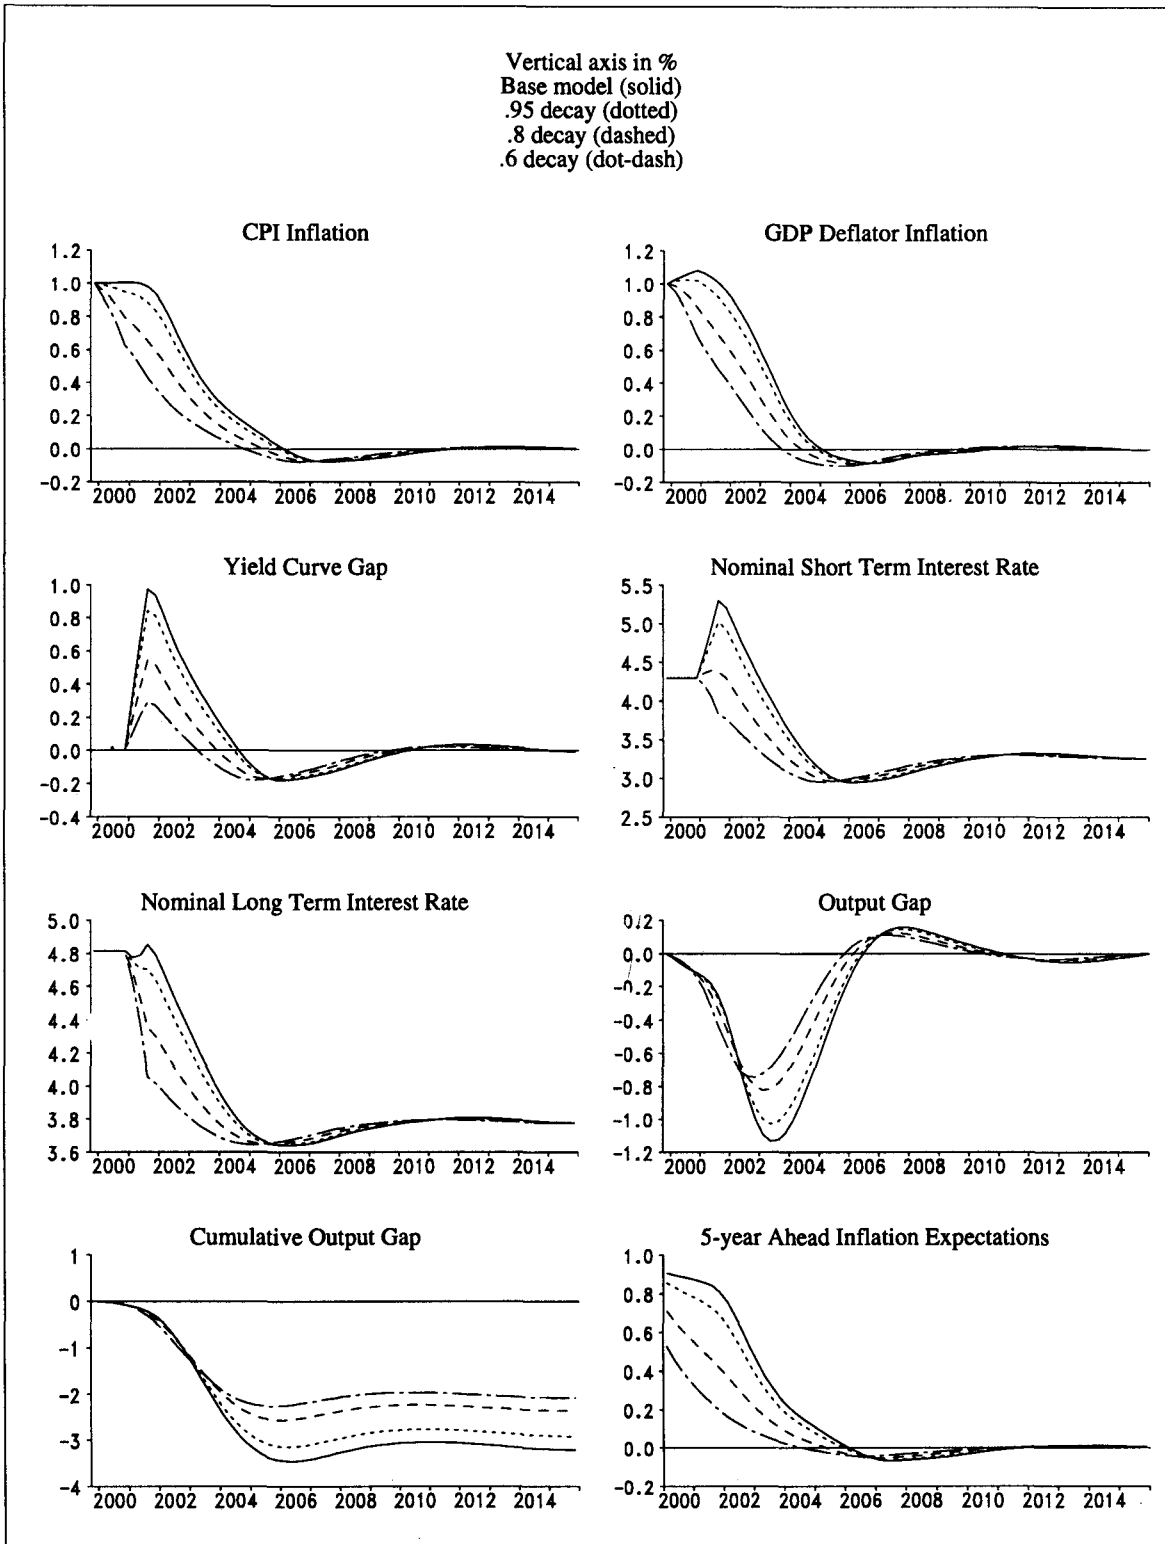 Vertical axis in %
Base model (solid)
.95 decay (dotted)
.8 decay (dashed)
.6 decay (dot-dash)
CPI Inflation
1.2
1.0
0.8
0.6
0.4
0.2
0.0
-0.2
2000 2002 2004 2006 2008 2010 2012 2014
GDP Deflator Inflation
1.2
1.0
0.8
0.6
0.4
0.2
0.0
-0.2
2000 2002 2004 2006 2008 2010 2012 2014
Yield Curve Gap
1.0
0.8
0.6
0.4
0.2
0.0
-0.2
-0.4
2000 2002 2004 2006 2008 2010 2012 2014
Nominal Short Term Interest Rate
5.5
5.0
4.5
4.0
3.5
3.0
2.5
2000 2002 2004 2006 2008 2010 2012 2014
Nominal Long Term Interest Rate
5.0
4.8
4.6
4.4
4.2
4.0
3.8
3.6
2000 2002 2004 2006 2008 2010 2012 2014
Output Gap
0.2
0.0
-0.2
-0.4
-0.6
-0.8
-1.0
-1.2
2000 2002 2004 2006 2008 2010 2012 2014
Cumulative Output Gap
1
0
-1
-2
-3
-4
2000 2002 2004 2006 2008 2010 2012 2014
5-year Ahead Inflation Expectations
1.0
0.8
0.6
0.4
0.2
0.0
-0.2
2000 2002 2004 2006 2008 2010 2012 2014